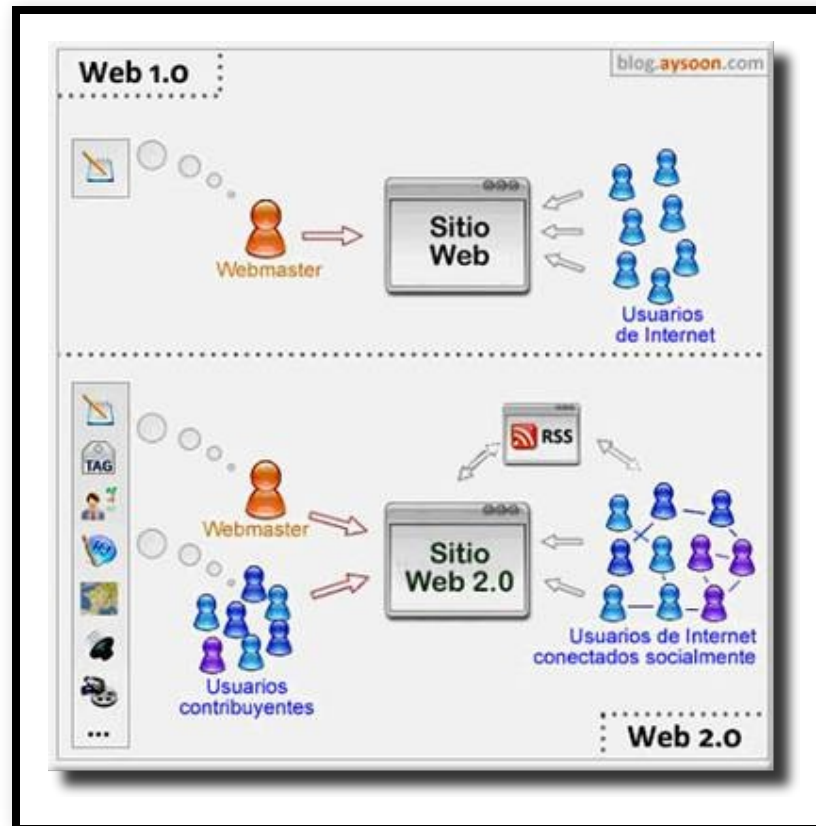 Web 1.0
blog.aysoon.com
Sitio
Web
Webmaster
Usuarios
de Internet
RSS
TAG
Webmaster
Sitio
Web 2.0
Usuarios
contribuyentes
Usuarios de Internet
conectados socialmente
...
Web 2.0